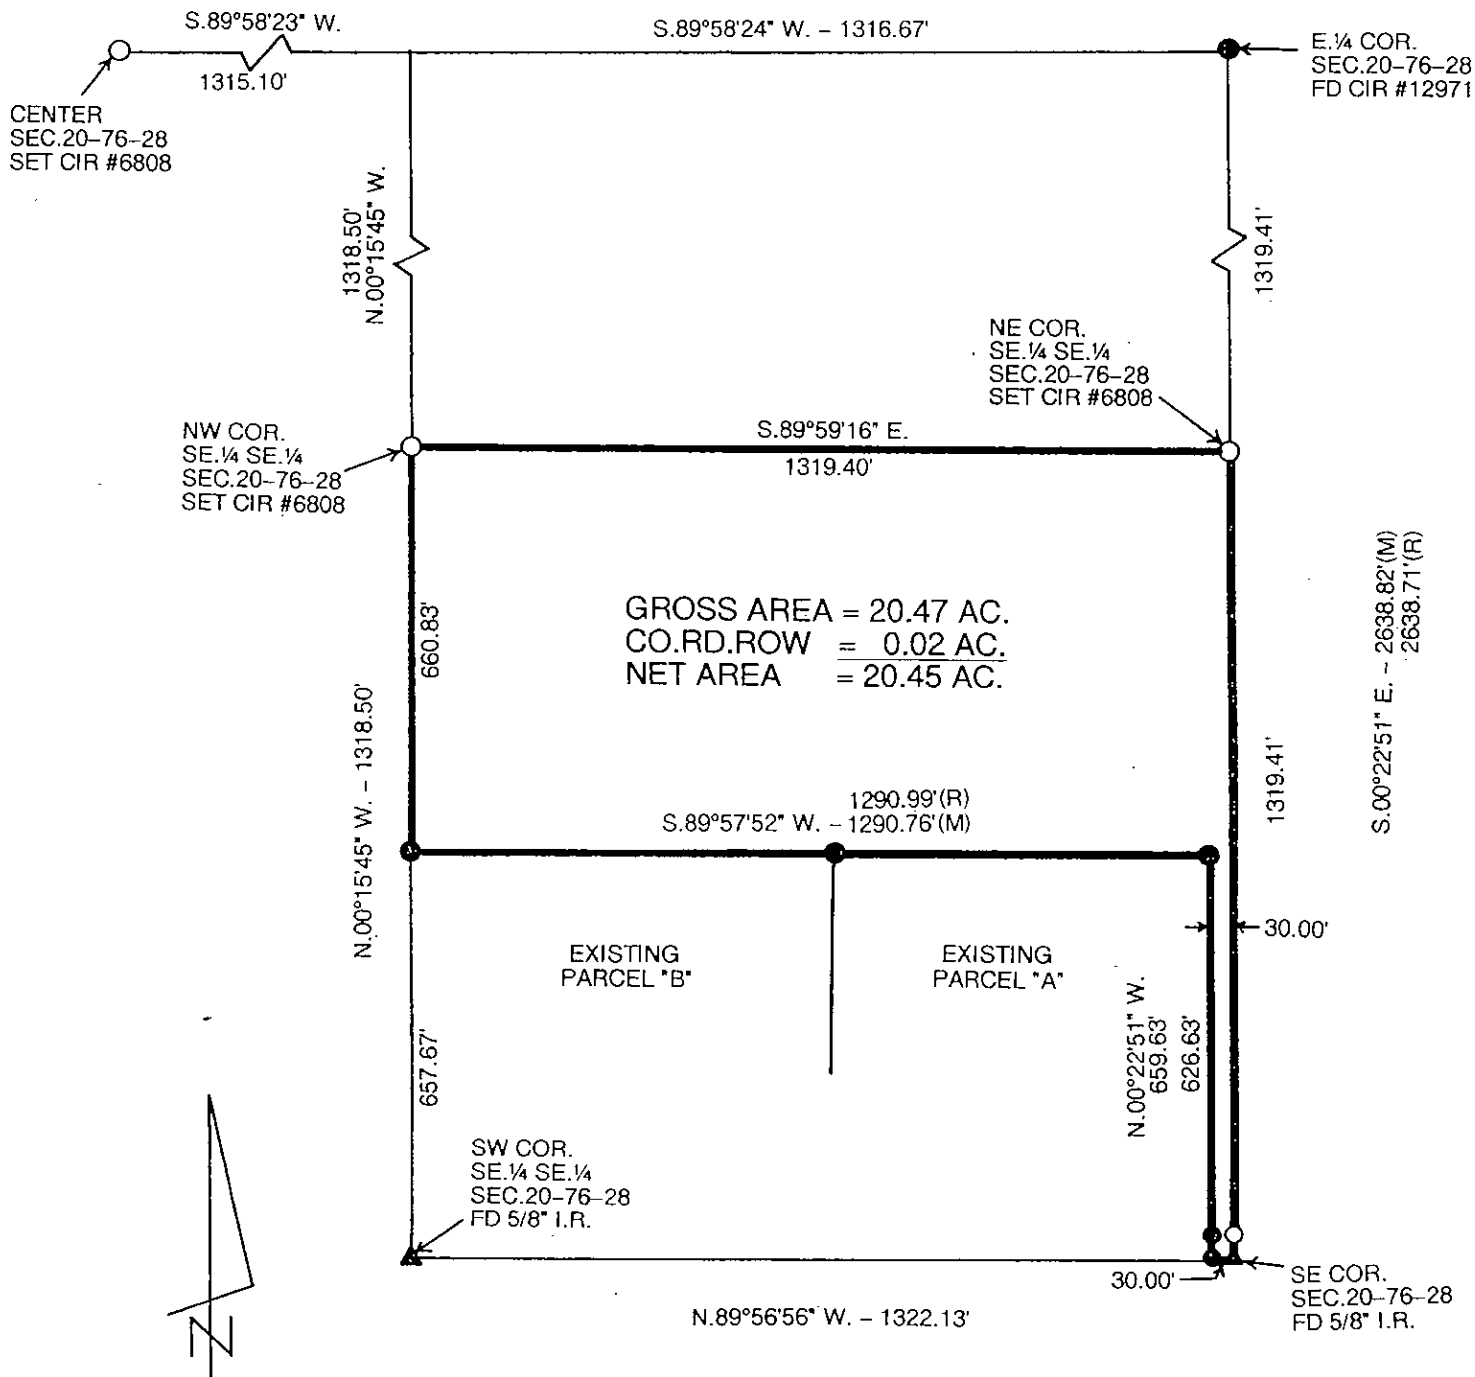 S.89°58'23" W.
1315.10'
S.89°58'24" W. – 1316.67'
E.¼ COR.
SEC.20–76–28
FD CIR #12971
CENTER
SEC.20–76–28
SET CIR #6808
1318.50'
N.00°15'45" W.
1319.41'
NE COR.
SE.¼ SE.¼
SEC.20–76–28
SET CIR #6808
NW COR.
SE.¼ SE.¼
SEC.20–76–28
SET CIR #6808
S.89°59'16" E.
1319.40'
660.83'
GROSS AREA = 20.47 AC.
CO.RD.ROW = 0.02 AC.
NET AREA = 20.45 AC.
S.00°22'51" E. – 2638.82'(M)
2638.71'(R)
N.00°15'45" W. – 1318.50'
1319.41'
1290.99'(R)
S.89°57'52" W. – 1290.76'(M)
30.00'
EXISTING
PARCEL "B"
EXISTING
PARCEL "A"
N.00°22'51" W.
659.63'
626.63'
657.67'
SW COR.
SE.¼ SE.¼
SEC.20–76–28
FD 5/8" I.R.
30.00'
SE COR.
SEC.20–76–28
FD 5/8" I.R.
N.89°56'56" W. – 1322.13'
N